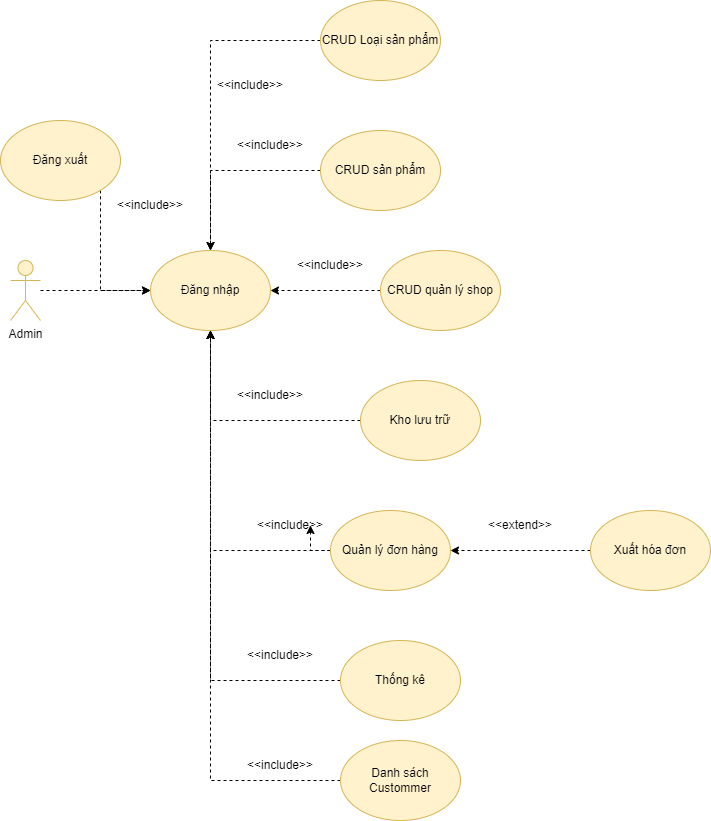 CRUD Loại sản phẩm
<<include>>
<<include>>
Đăng xuất
CRUD sản phẩm
<<include>>
<<include>>
Đăng nhập
CRUD quản lý shop
Admin
<<include>>
Kho lưu trữ
<<include>>
<<extend>>
Quản lý đơn hàng
Xuất hóa đơn
<<include>>
Thống kê
<<include>>
Danh sách
Custommer